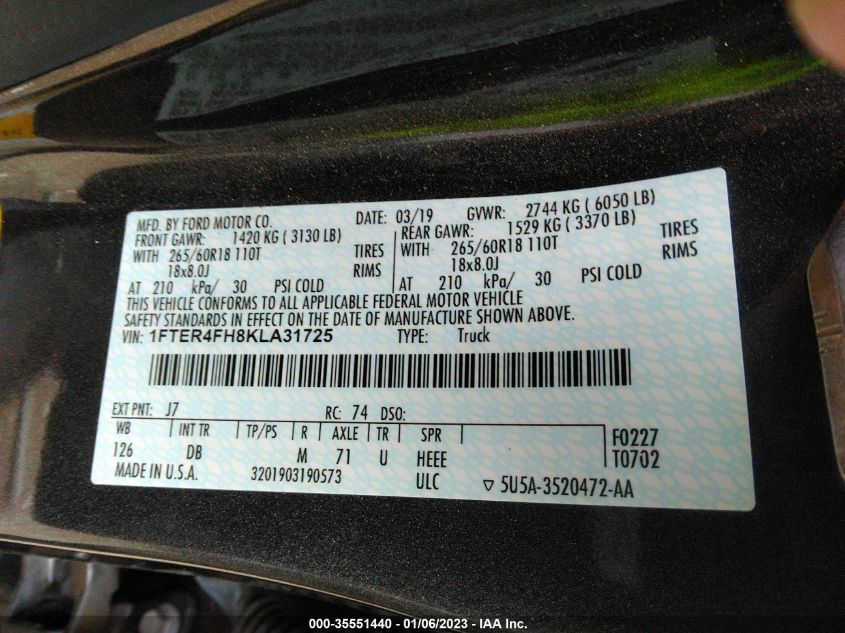 MFD. BY FORD MOTOR CO. DATE: 03/19 GVWR: 2744 KG ( 6050 LB)
FRONT GAWR: 1420 KG ( 3130 LB) REAR GAWR: 1529 KG ( 3370 LB)
WITH 265/60R18 110T TIRES WITH 265/60R18 110T TIRES
18x8.0J RIMS 18x8.0J RIMS
AT 210 kPa/ 30 PSI COLD AT 210 kPa/ 30 PSI COLD
THIS VEHICLE CONFORMS TO ALL APPLICABLE FEDERAL MOTOR VEHICLE
SAFETY STANDARDS IN EFFECT ON THE DATE OF MANUFACTURE SHOWN ABOVE.
VIN: 1FTER4FH8KLA31725 TYPE: Truck
EXT PNT: J7 RC: 74 DSO:
WB INT TR TP/PS R AXLE TR SPR F0227
126 DB M 71 U HEEE T0702
MADE IN U.S.A. 3201903190573 ULC ▽ 5U5A-3520472-AA
000-35551440 - 01/06/2023 - IAA Inc.